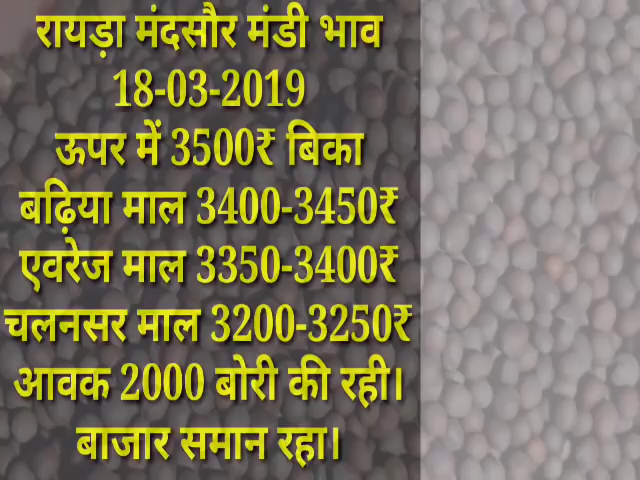 रायड़ा मंदसौर मंडी भाव
18-03-2019
ऊपर में 3500₹ बिका
बढ़िया माल 3400-3450₹
एवरेज माल 3350-3400₹
चलनसर माल 3200-3250₹
आवक 2000 बोरी की रही।
बाजार समान रहा।